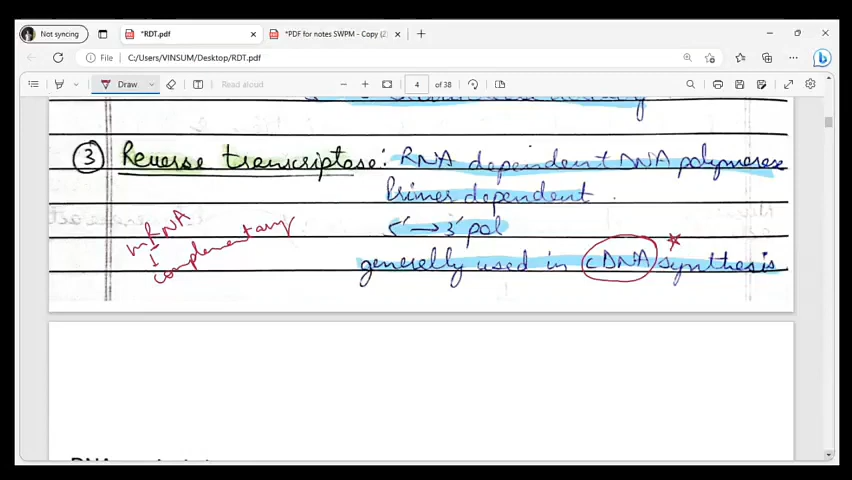 Not syncing
*RDT.pdf
*PDF for notes SWPM - Copy (2
C:/Users/VINSUM/Desktop/RDT.pdf
Draw
Read aloud
4 of 38
3 Reverse transcriptase: RNA dependent DNA polymerase
Primer dependent
5' → 3' pol
mRNA
complementary
generelly used in cDNA synthesis